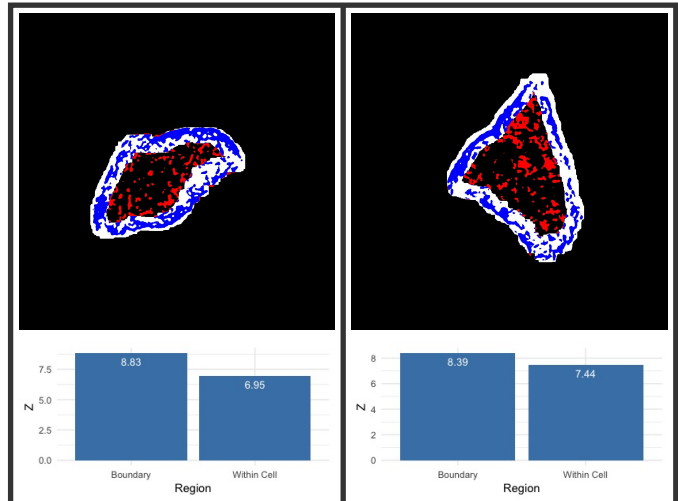 8.83
6.95
7.5
5.0
2.5
0.0
Z
Boundary
Within Cell
Region
8.39
7.44
8
6
4
2
0
Z
Boundary
Within Cell
Region